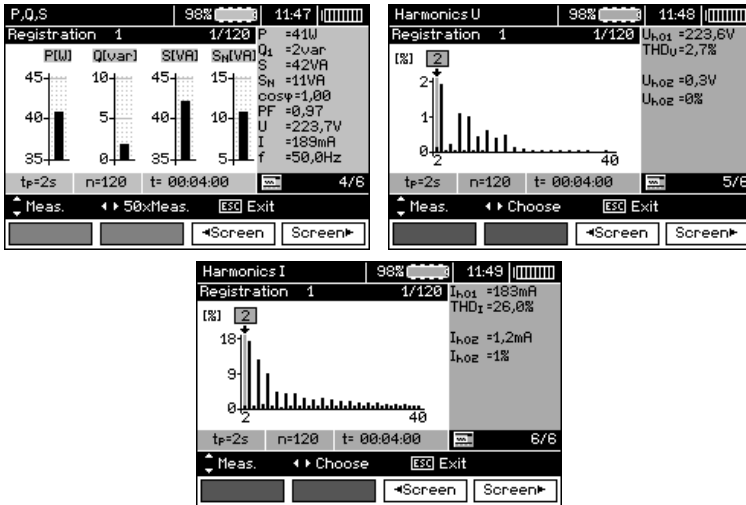 P,Q,S 98% 11:47
Registration 1 1/120
P[W] Q[var] S[VA] SN[VA]
45 10 45 15
40 5 40 10
35 0 35 5
P =41W
Q1 =2var
S =42VA
SN =11VA
cosφ=1,00
PF =0,97
U =223,7V
I =189mA
f =50,0Hz
tP=2s n=120 t= 00:04:00 4/6
Meas. 50xMeas. ESC Exit
Screen Screen
Harmonics U 98% 11:48
Registration 1 1/120
[%] 2
2
1
0
2 40
Uh01 =223,6V
THDU=2,7%
Uh02 =0,3V
Uh02 =0%
tP=2s n=120 t= 00:04:00 5/6
Meas. Choose ESC Exit
Screen Screen
Harmonics I 98% 11:49
Registration 1 1/120
[%] 2
18
9
0
2 40
Ih01 =183mA
THDI=26,0%
Ih02 =1,2mA
Ih02 =1%
tP=2s n=120 t= 00:04:00 6/6
Meas. Choose ESC Exit
Screen Screen